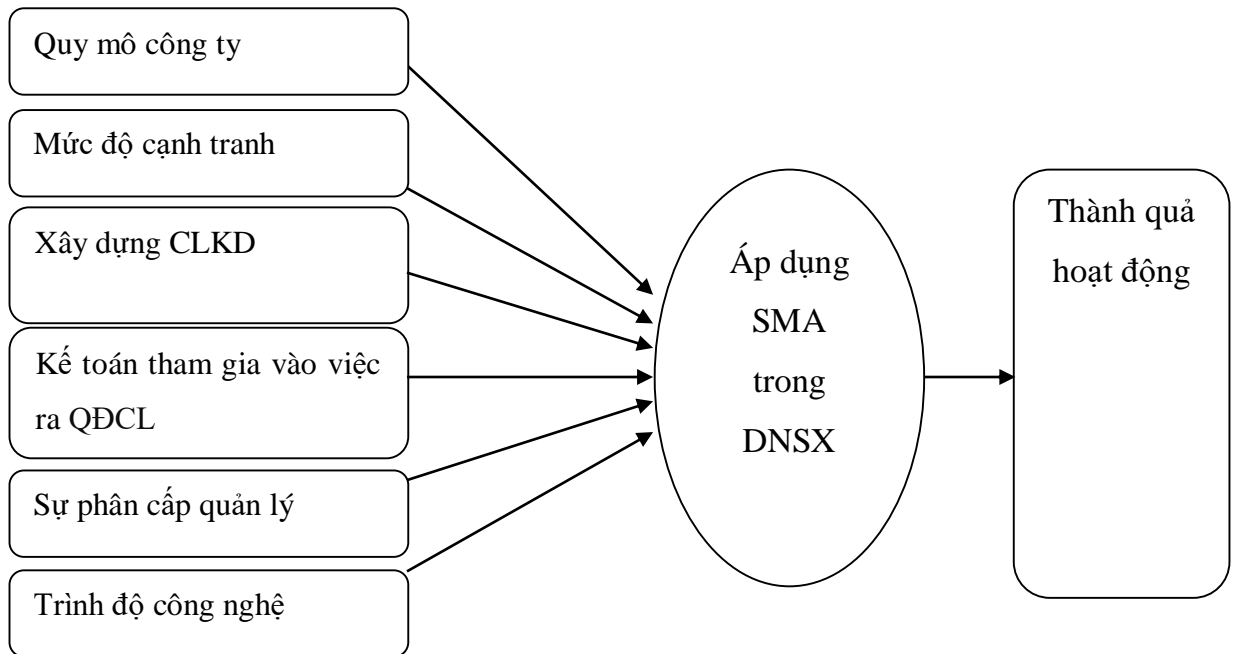 Quy mô công ty
Mức độ cạnh tranh
Xây dựng CLKD
Kế toán tham gia vào việc
ra QĐCL
Sự phân cấp quản lý
Trình độ công nghệ
Áp dụng
SMA
trong
DNSX
Thành quả
hoạt động